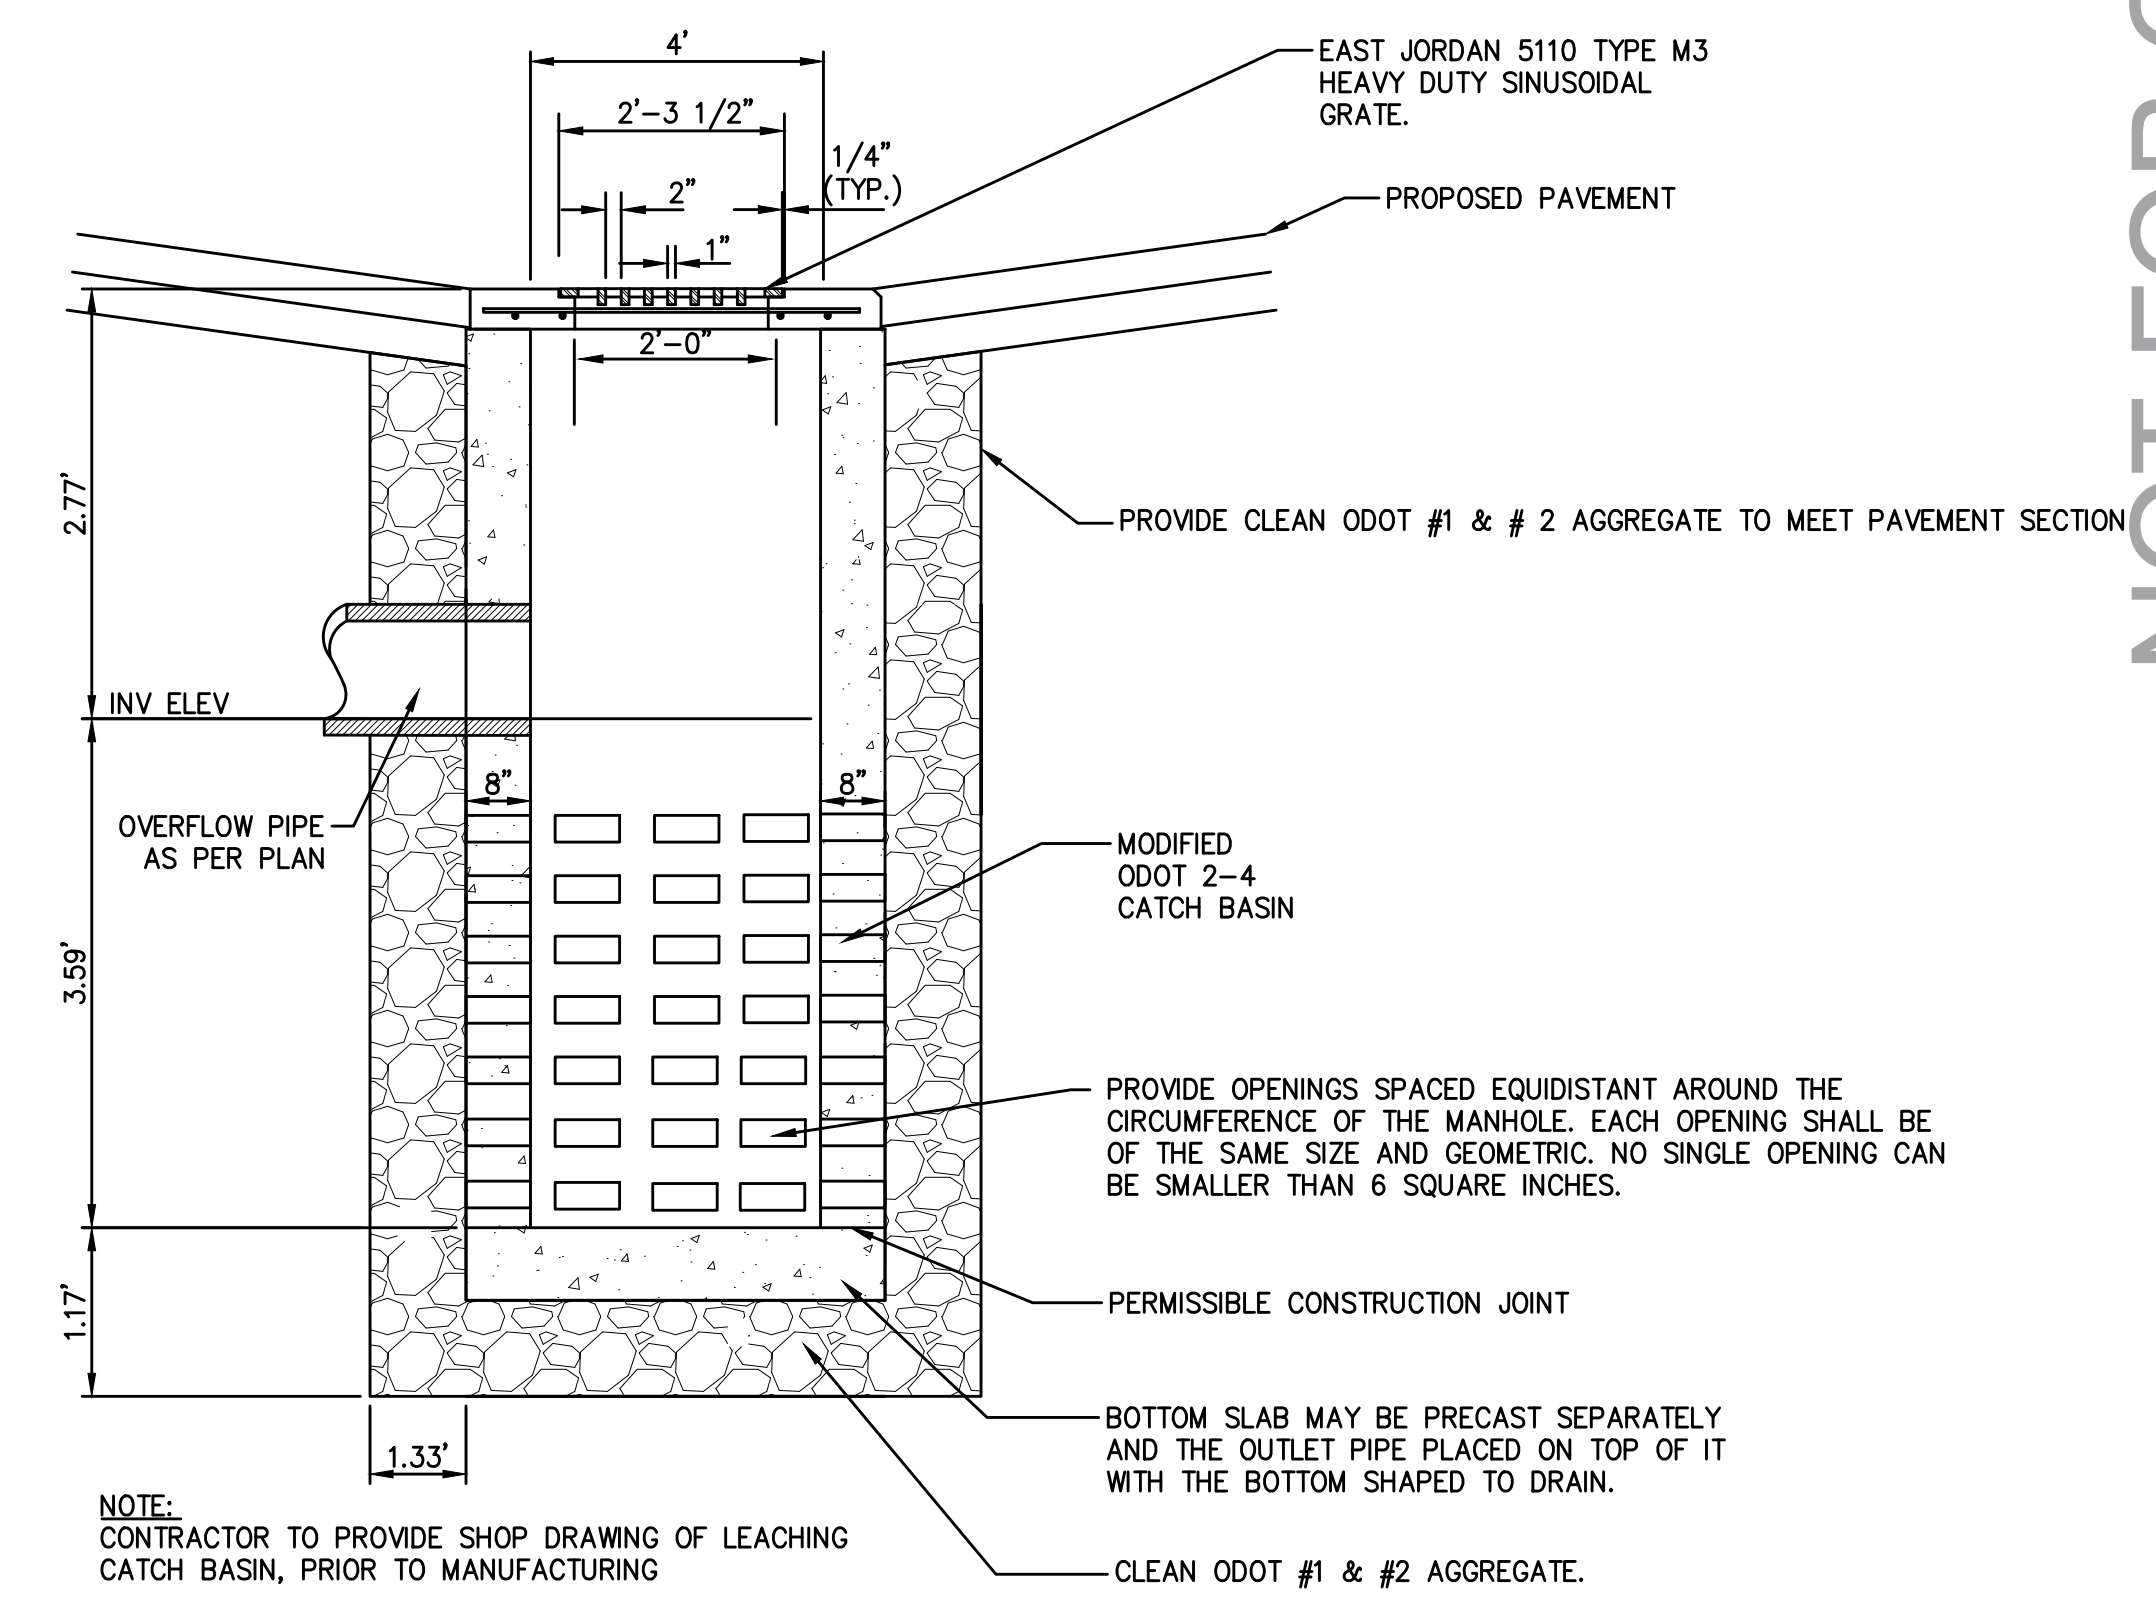 4'
2'-3 1/2"
1/4"
(TYP.)
2"
1"
EAST JORDAN 5110 TYPE M3
HEAVY DUTY SINUSOIDAL
GRATE.
PROPOSED PAVEMENT
2'-0"
2.77'
PROVIDE CLEAN ODOT #1 & # 2 AGGREGATE TO MEET PAVEMENT SECTION
INV ELEV
8"
8"
OVERFLOW PIPE
AS PER PLAN
MODIFIED
ODOT 2-4
CATCH BASIN
3.59'
PROVIDE OPENINGS SPACED EQUIDISTANT AROUND THE
CIRCUMFERENCE OF THE MANHOLE. EACH OPENING SHALL BE
OF THE SAME SIZE AND GEOMETRIC. NO SINGLE OPENING CAN
BE SMALLER THAN 6 SQUARE INCHES.
1.17'
PERMISSIBLE CONSTRUCTION JOINT
BOTTOM SLAB MAY BE PRECAST SEPARATELY
AND THE OUTLET PIPE PLACED ON TOP OF IT
WITH THE BOTTOM SHAPED TO DRAIN.
1.33'
NOTE:
CONTRACTOR TO PROVIDE SHOP DRAWING OF LEACHING
CATCH BASIN, PRIOR TO MANUFACTURING
CLEAN ODOT #1 & #2 AGGREGATE.
NOT FOR